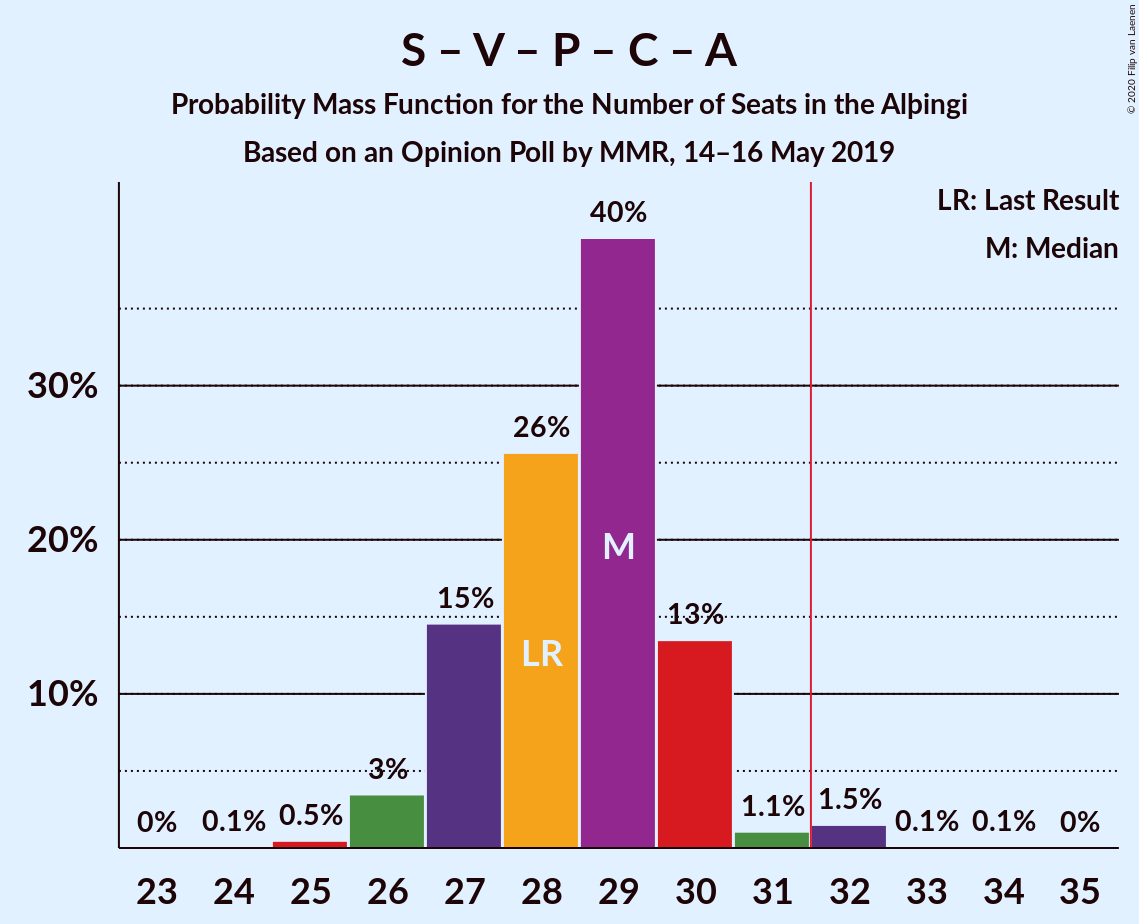 S – V – P – C – A
Probability Mass Function for the Number of Seats in the Alþingi
Based on an Opinion Poll by MMR, 14–16 May 2019
© 2020 Filip van Laenen
LR: Last Result
M: Median
30%
20%
10%
0%
0.1%
0.5%
3%
15%
26%
40%
13%
1.1%
1.5%
0.1%
0.1%
0%
LR
M
23 24 25 26 27 28 29 30 31 32 33 34 35